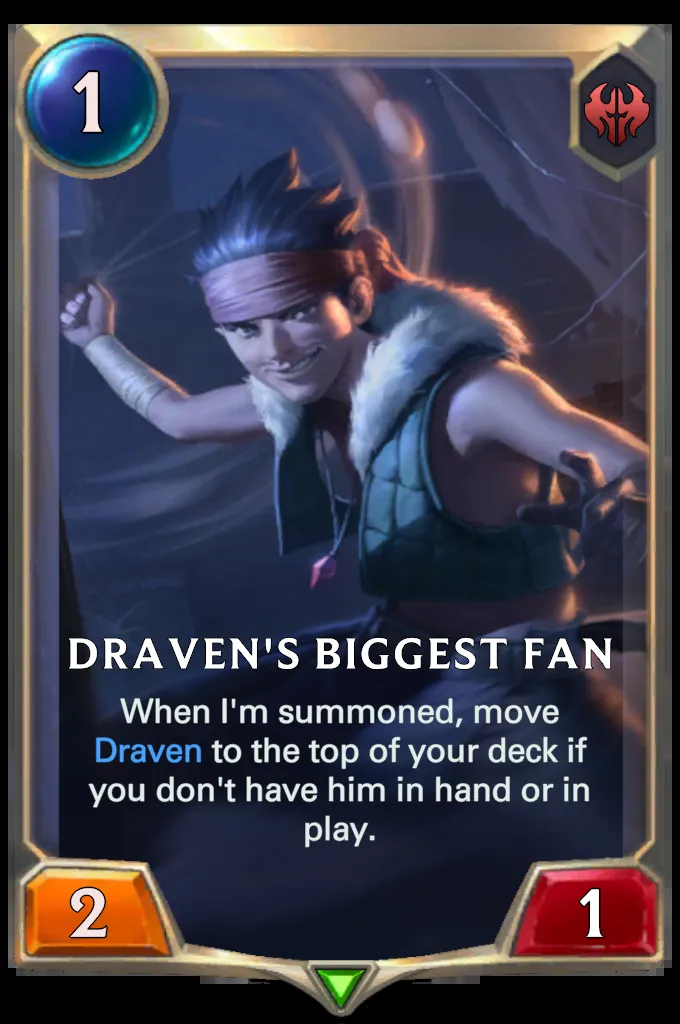 1
DRAVEN'S BIGGEST FAN
When I'm summoned, move
Draven to the top of your deck if
you don't have him in hand or in
play.
2
1